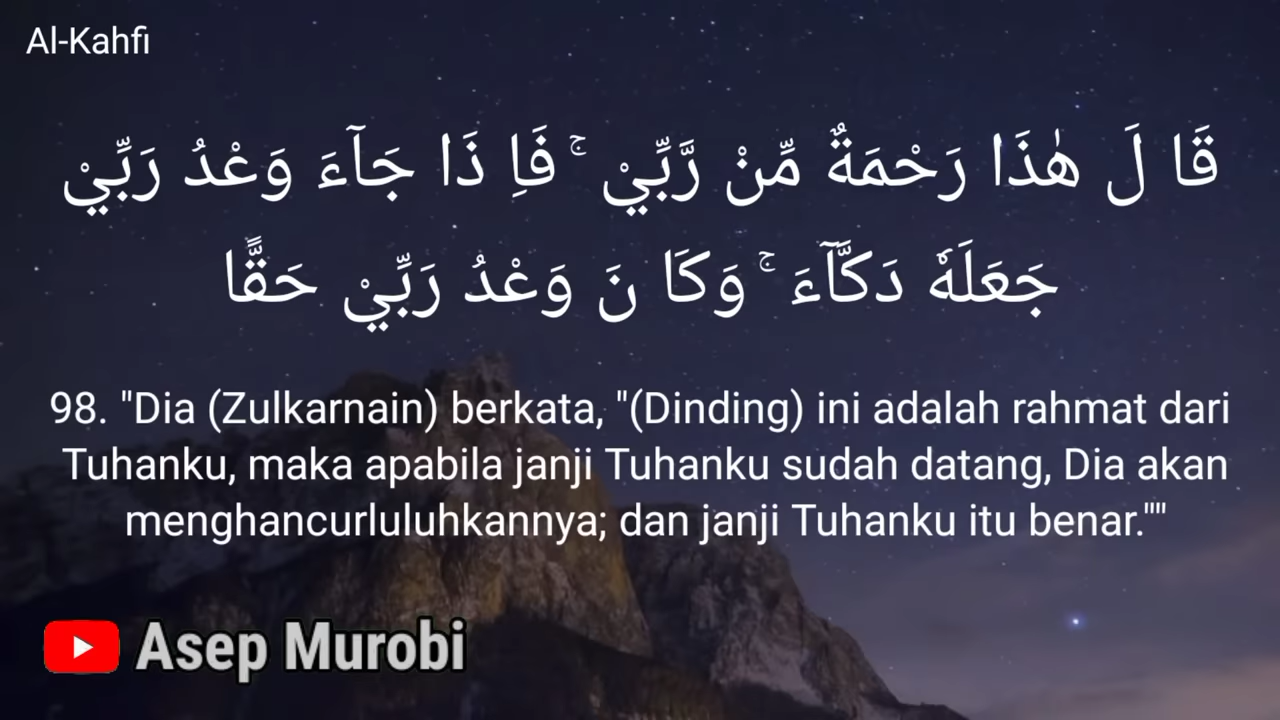 Al-Kahfi
قَا لَ هٰذَا رَحْمَةٌ مِّنْ رَّبِّيْ ۚ فَاِ ذَا جَآءَ وَعْدُ رَبِّيْ
جَعَلَهٗ دَكَّآءَ ۚ وَكَا نَ وَعْدُ رَبِّيْ حَقًّا
98. "Dia (Zulkarnain) berkata, "(Dinding) ini adalah rahmat dari
Tuhanku, maka apabila janji Tuhanku sudah datang, Dia akan
menghancurluluhkannya; dan janji Tuhanku itu benar.""
Asep Murobi